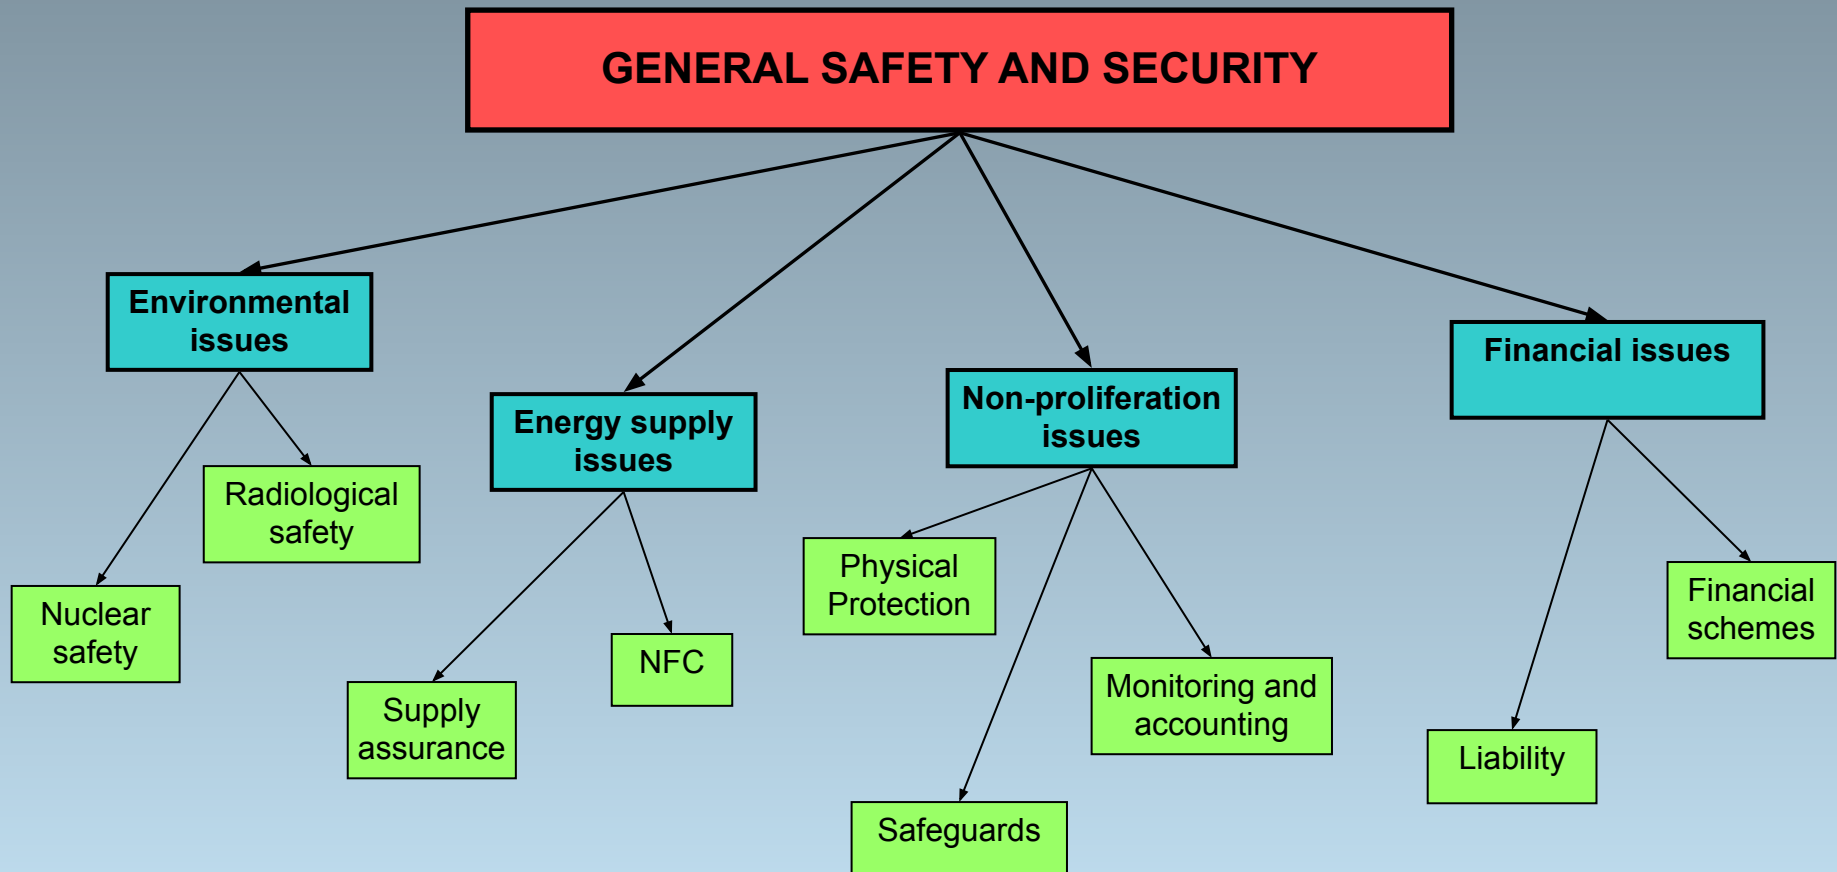 GENERAL SAFETY AND SECURITY
Environmental
issues
Energy supply
issues
Non-proliferation
issues
Financial issues
Radiological
safety
Nuclear
safety
Supply
assurance
NFC
Physical
Protection
Safeguards
Monitoring and
accounting
Liability
Financial
schemes